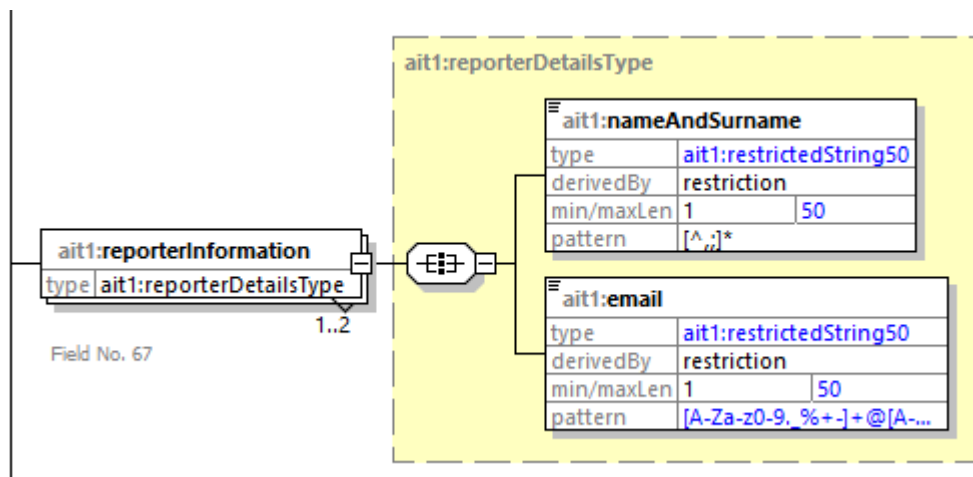 ait1:reporterDetailsType
ait1:nameAndSurname
type ait1:restrictedString50
derivedBy restriction
min/maxLen 1 50
pattern [^,;]*
ait1:reporterInformation
type ait1:reporterDetailsType
1..2
Field No. 67
ait1:email
type ait1:restrictedString50
derivedBy restriction
min/maxLen 1 50
pattern [A-Za-z0-9._%+-]+@[A-...